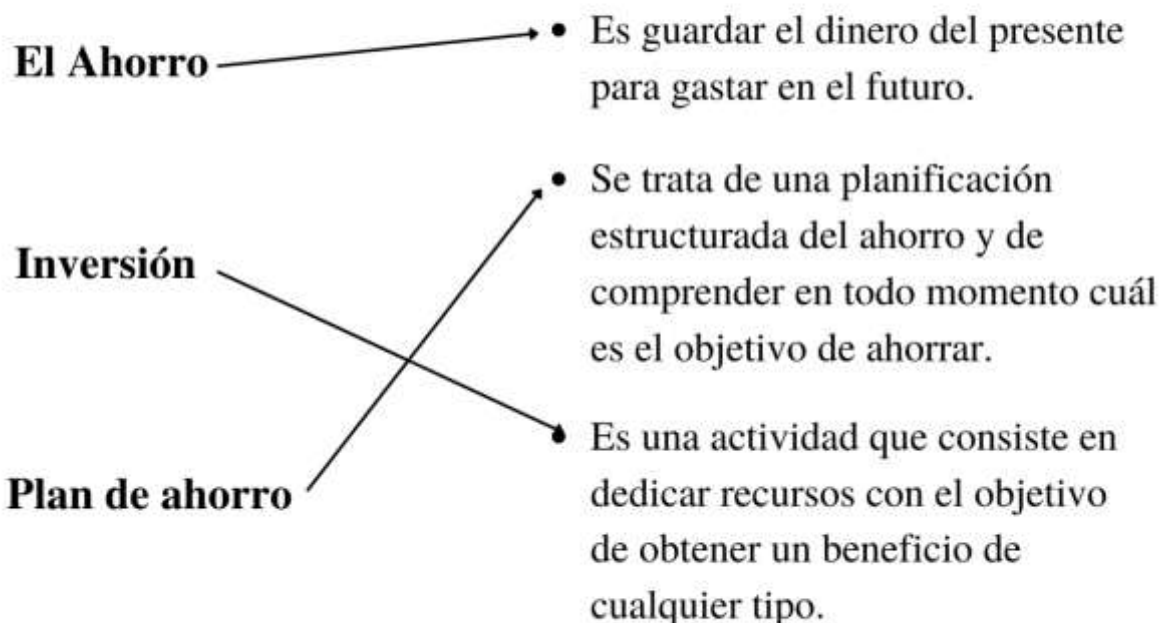 El Ahorro
• Es guardar el dinero del presente
para gastar en el futuro.
Inversión
• Se trata de una planificación
estructurada del ahorro y de
comprender en todo momento cuál
es el objetivo de ahorrar.
Plan de ahorro
• Es una actividad que consiste en
dedicar recursos con el objetivo
de obtener un beneficio de
cualquier tipo.